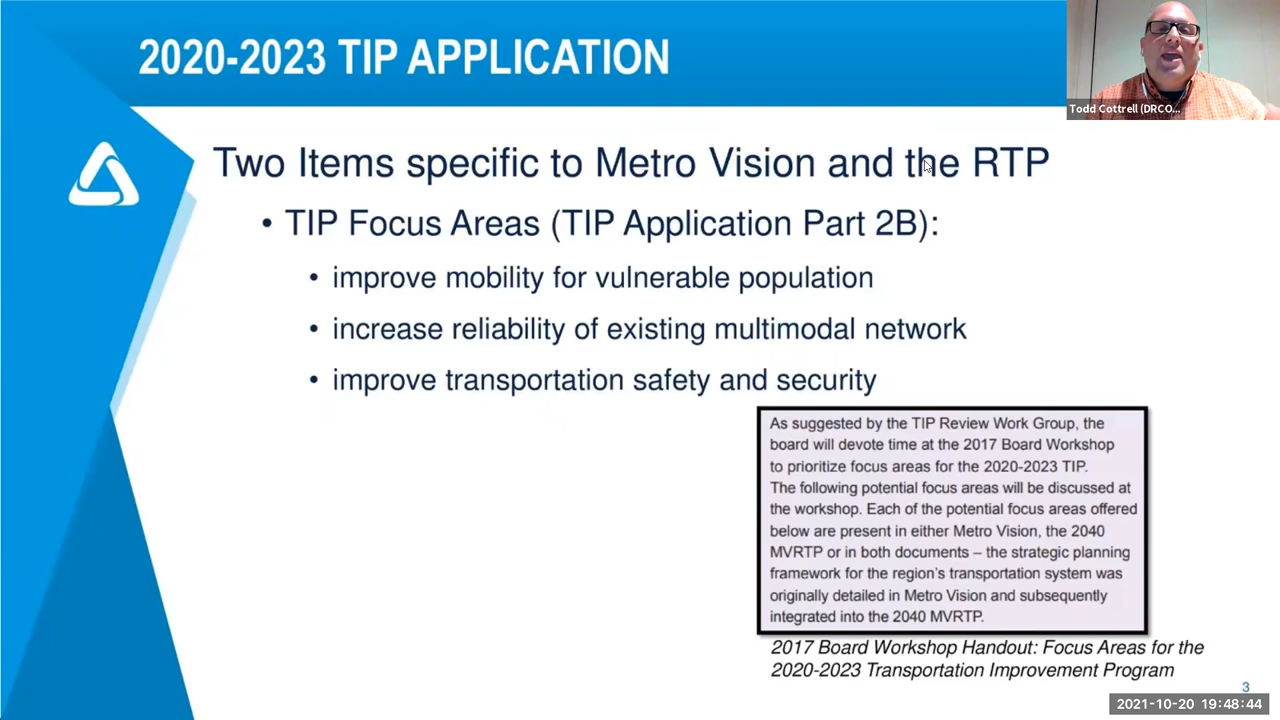 2020-2023 TIP APPLICATION
Todd Cottrell (DRCO...
Two Items specific to Metro Vision and the RTP
• TIP Focus Areas (TIP Application Part 2B):
• improve mobility for vulnerable population
• increase reliability of existing multimodal network
• improve transportation safety and security
As suggested by the TIP Review Work Group, the
board will devote time at the 2017 Board Workshop
to prioritize focus areas for the 2020-2023 TIP.
The following potential focus areas will be discussed at
the workshop. Each of the potential focus areas offered
below are present in either Metro Vision, the 2040
MVRTP or in both documents – the strategic planning
framework for the region's transportation system was
originally detailed in Metro Vision and subsequently
integrated into the 2040 MVRTP.
2017 Board Workshop Handout: Focus Areas for the
2020-2023 Transportation Improvement Program
3
2021-10-20 19:48:44